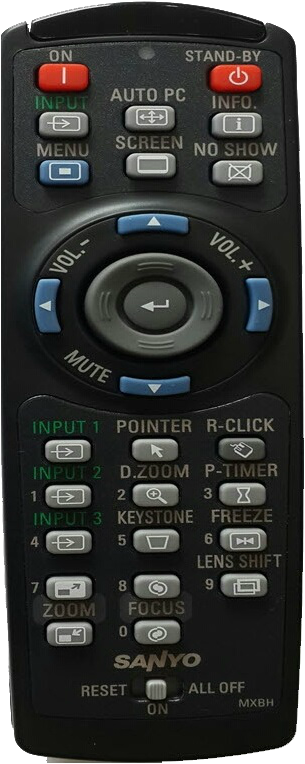 ON STAND-BY
INPUT AUTO PC INFO.
MENU SCREEN NO SHOW
VOL.- VOL.+
MUTE
INPUT 1 POINTER R-CLICK
INPUT 2 D.ZOOM P-TIMER
1 2 3
INPUT 3 KEYSTONE FREEZE
4 5 6
LENS SHIFT
7 8 9
ZOOM FOCUS
0
SANYO
RESET ALL OFF
ON
MXBH